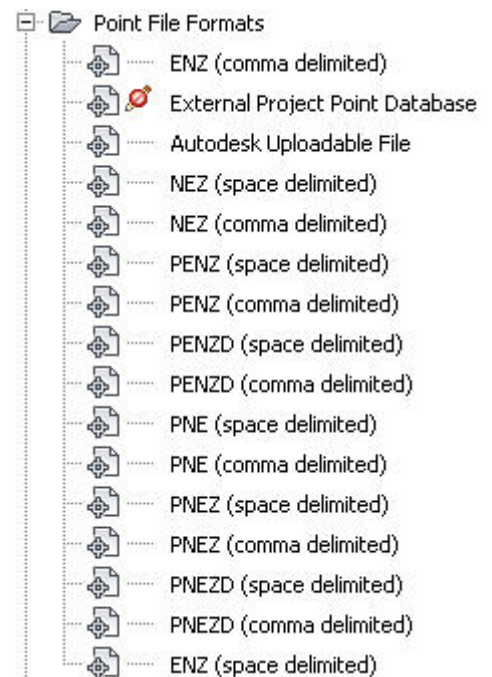 Point File Formats
ENZ (comma delimited)
External Project Point Database
Autodesk Uploadable File
NEZ (space delimited)
NEZ (comma delimited)
PENZ (space delimited)
PENZ (comma delimited)
PENZD (space delimited)
PENZD (comma delimited)
PNE (space delimited)
PNE (comma delimited)
PNEZ (space delimited)
PNEZ (comma delimited)
PNEZD (space delimited)
PNEZD (comma delimited)
ENZ (space delimited)